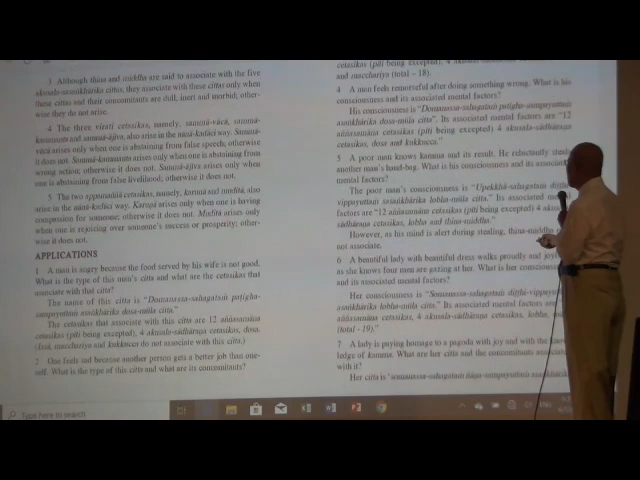 3 Although thina and middha are said to associate with the five
akusala-sasaṅkhārika cittas, they associate with these cittas only when
these cittas and their concomitants are dull, inert and morbid; other-
wise they do not arise.
4 The three virati cetasikas, namely, sammā-vācā, sammā-
kammanta and sammā-ājiva, also arise in the nānā-kadāci way. Sammā-
vācā arises only when one is abstaining from false speech; otherwise
it does not. Sammā-kammanta arises only when one is abstaining from
wrong action; otherwise it does not. Sammā-ājiva arises only when
one is abstaining from false livelihood; otherwise it does not.
5. The two appamaññā cetasikas, namely, karuṇā and muditā, also
arise in the nānā-kadāci way. Karuṇā arises only when one is having
compassion for someone; otherwise it does not. Muditā arises only
when one is rejoicing over someone's success or prosperity; other-
wise it does not.
APPLICATIONS
1 A man is angry because the food served by his wife is not good.
What is the type of this man's citta and what are the cetasikas that
associate with that citta?
The name of this citta is "Domanassa-sahagataṁ paṭigha-
sampayuttaṁ asaṅkhārika dosa-mūla citta."
The cetasikas that associate with this citta are 12 aññasamāna
cetasikas (pīti being excepted), 4 akusala-sādhāraṇa cetasikas, dosa.
(Issā, macchariya and kukkucca do not associate with this citta.)
2 One feels sad because another person gets a better job than one-
self. What is the type of this citta and what are its concomitants?
cetasikas (pīti being excepted), 4 akusala-
and macchariya (total – 18).
4 A man feels remorseful after doing something wrong. What is his
consciousness and its associated mental factors?
His consciousness is "Domanassa-sahagataṁ paṭigha-sampayuttaṁ
asaṅkhārika dosa-mūla citta". Its associated mental factors are "12
aññasamāna cetasikas (pīti being excepted) 4 akusala-sādhāraṇa
cetasikas, dosa and kukkucca."
5 A poor man knows kamma and its result. He reluctantly
another man's hand-bag. What is his consciousness and its associated
mental factors?
The poor man's consciousness is "Upekkhā-sahagataṁ
vippayuttaṁ sasaṅkhārika lobha-mūla citta." Its associated
factors are "12 aññasamāna cetasikas (pīti being excepted) 4
sādhāraṇa cetasikas, lobha and thina-middha."
However, as his mind is alert during stealing, thina-middha
not associate.
6 A beautiful lady with beautiful dress walks proudly and
as she knows four men are gazing at her. What is her
and its associated mental factors?
Her consciousness is "Somanassa-sahagataṁ diṭṭhi-
asaṅkhārika lobha-mūla citta." Its associated mental factors
aññasamāna cetasikas, 4 akusala-sādhāraṇa cetasikas, lobha,
(total - 19)."
7 A lady is paying homage to a pagoda with joy and with the
ledge of kamma. What are her citta and the concomitants
with it?
Her citta is "somanassa-sahagataṁ ñāṇa-sampayuttaṁ
Type here to search
ENG